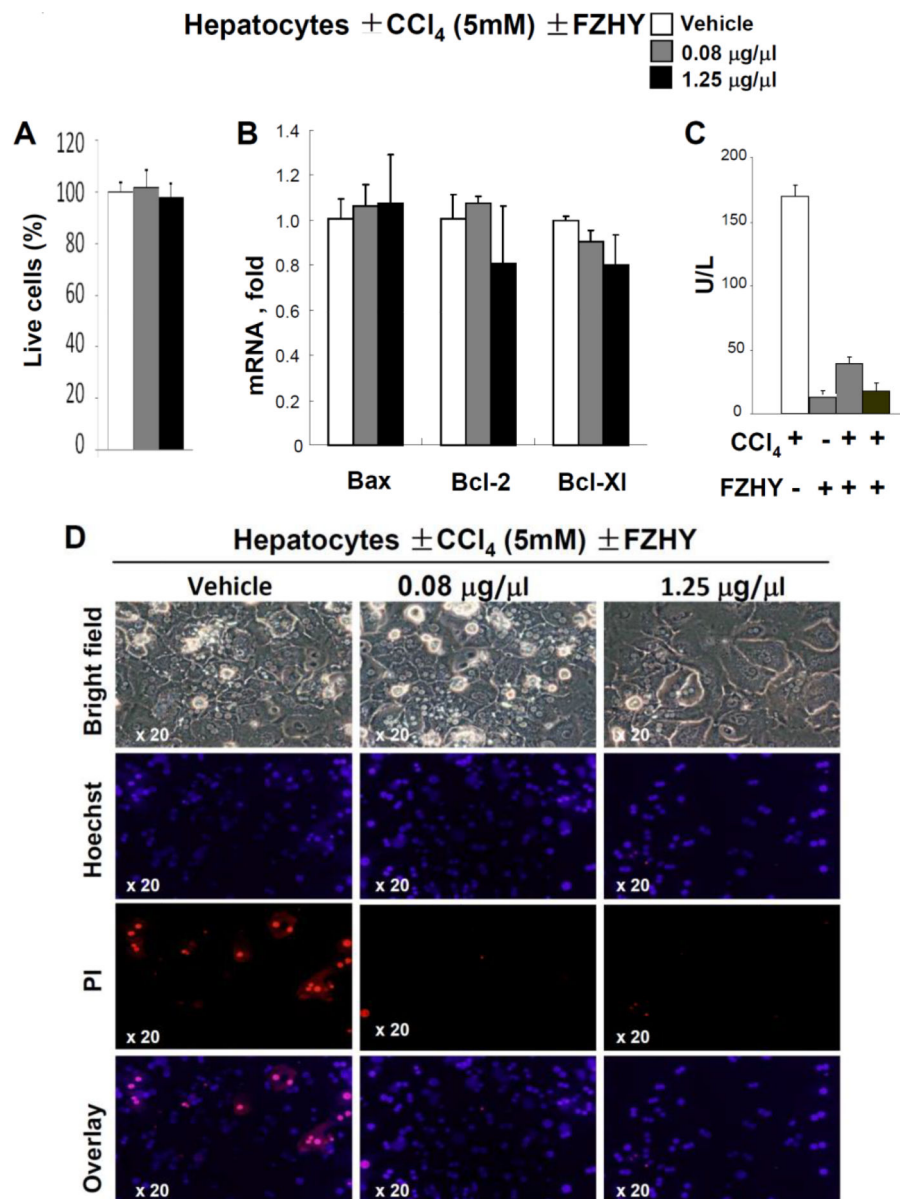 Hepatocytes ±CCl₄ (5mM) ±FZHY
Vehicle
0.08 µg/µl
1.25 µg/µl
A
Live cells (%)
120
100
80
60
40
20
0
B
mRNA , fold
1.4
1.2
1.0
0.8
0.6
0.4
0.2
0
Bax Bcl-2 Bcl-Xl
C
U/L
200
150
100
50
0
CCl₄ + - + +
FZHY - + + +
D
Hepatocytes ±CCl₄ (5mM) ±FZHY
Vehicle 0.08 µg/µl 1.25 µg/µl
Bright field
x 20 x 20 x 20
Hoechst
x 20 x 20 x 20
PI
x 20 x 20 x 20
Overlay
x 20 x 20 x 20